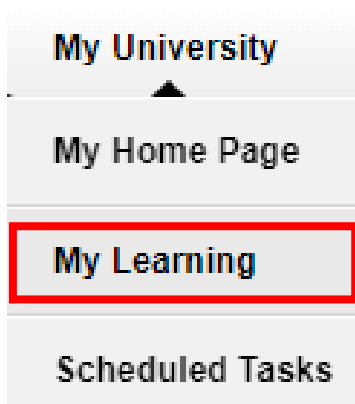 My University
My Home Page
My Learning
Scheduled Tasks